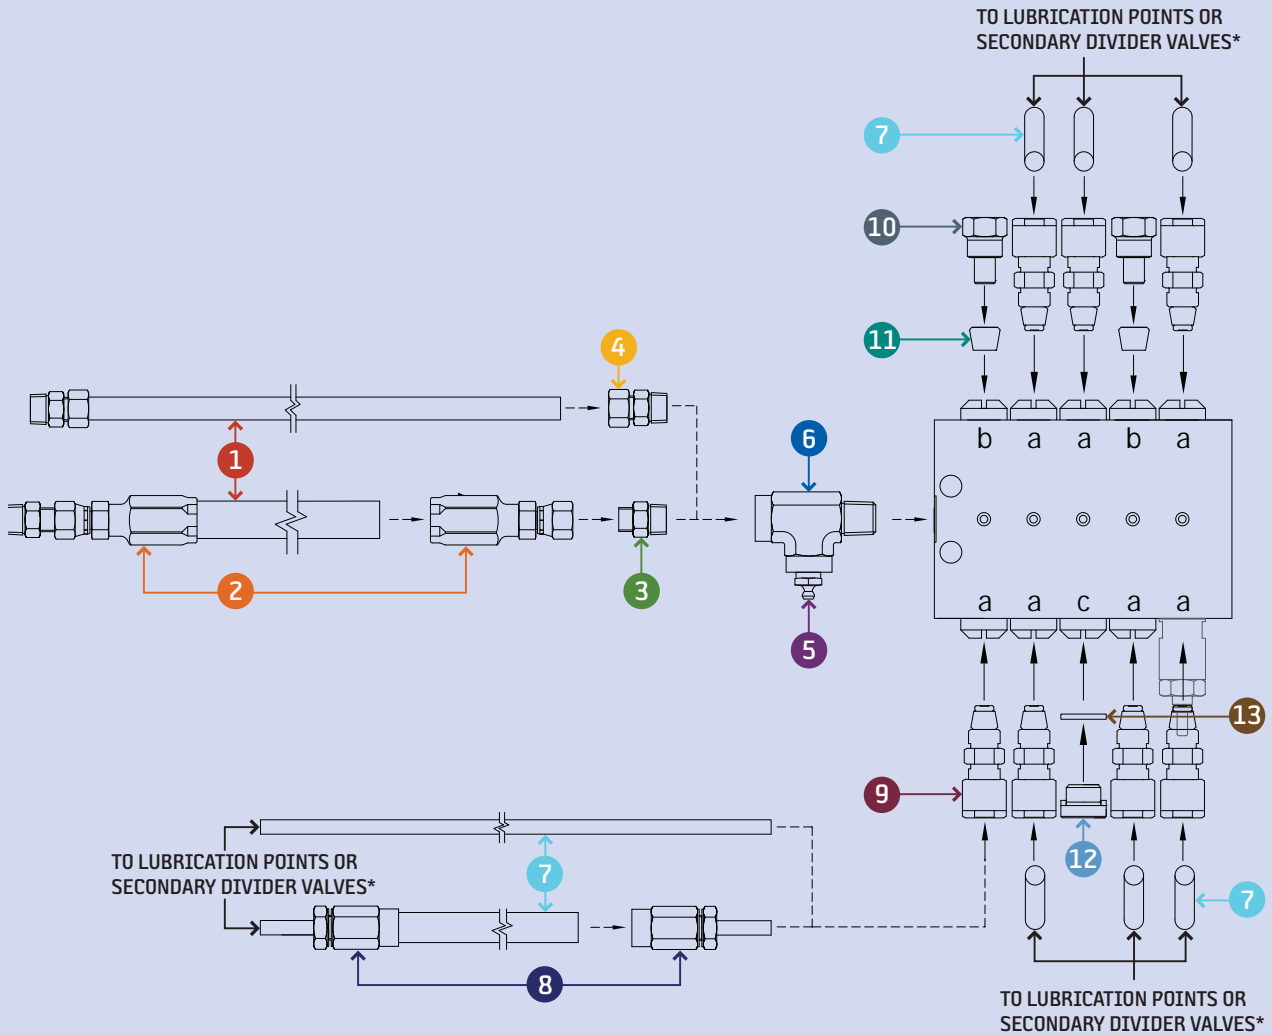 TO LUBRICATION POINTS OR
SECONDARY DIVIDER VALVES*
7
10
11
4
1
6
b a a b a
2
3
5
a a c a a
13
9
12
TO LUBRICATION POINTS OR
SECONDARY DIVIDER VALVES*
7
7
8
TO LUBRICATION POINTS OR
SECONDARY DIVIDER VALVES*